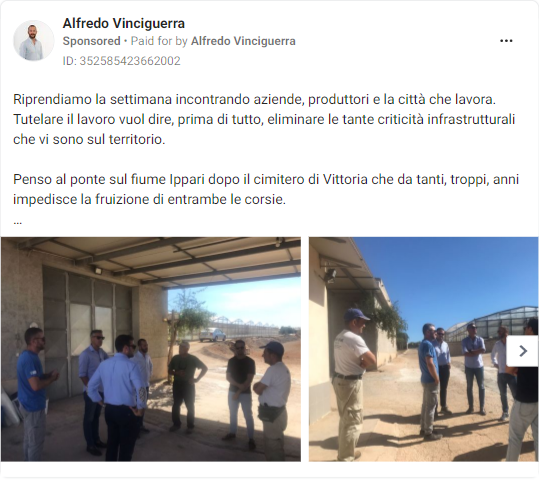 Alfredo Vinciguerra
Sponsored • Paid for by Alfredo Vinciguerra
ID: 352585423662002
Riprendiamo la settimana incontrando aziende, produttori e la città che lavora.
Tutelare il lavoro vuol dire, prima di tutto, eliminare le tante criticità infrastrutturali
che vi sono sul territorio.
Penso al ponte sul fiume Ippari dopo il cimitero di Vittoria che da tanti, troppi, anni
impedisce la fruizione di entrambe le corsie.
...